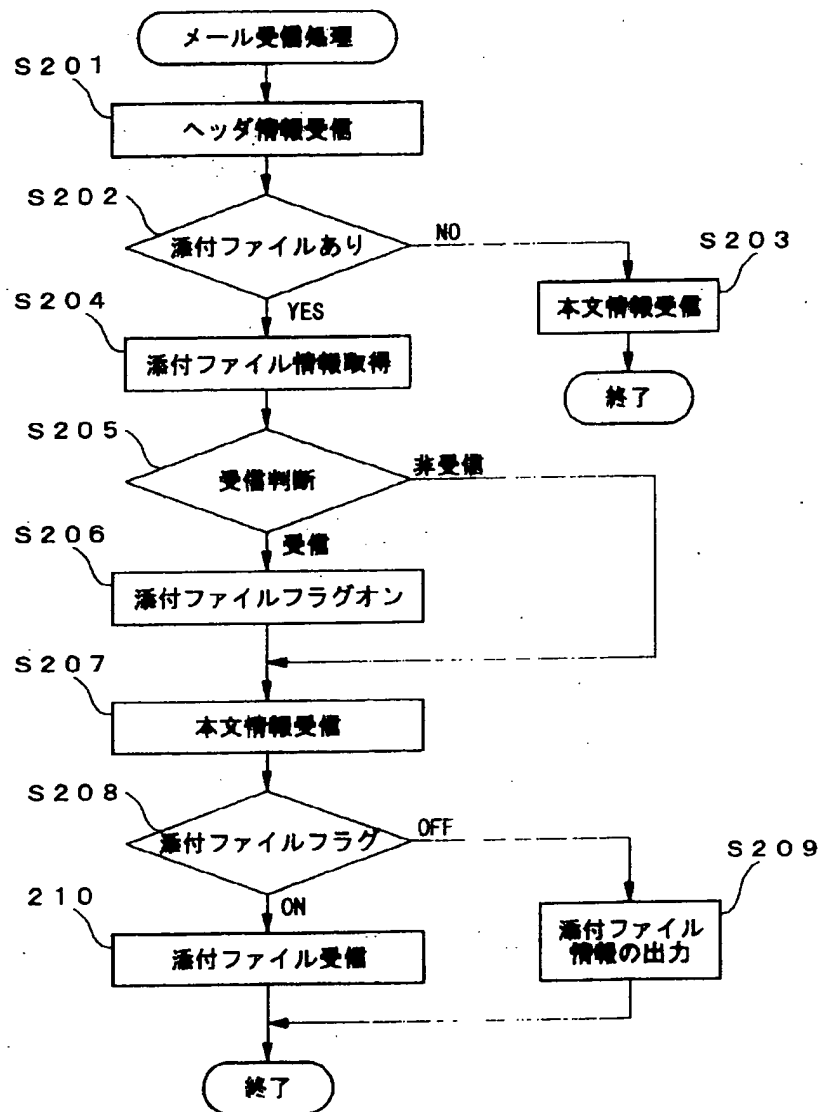 メール受信処理
S201
ヘッダ情報受信
S202
添付ファイルあり
NO
S203
本文情報受信
終了
YES
S204
添付ファイル情報取得
S205
受信判断
非受信
受信
S206
添付ファイルフラグオン
S207
本文情報受信
S208
添付ファイルフラグ
OFF
S209
添付ファイル
情報の出力
ON
210
添付ファイル受信
終了